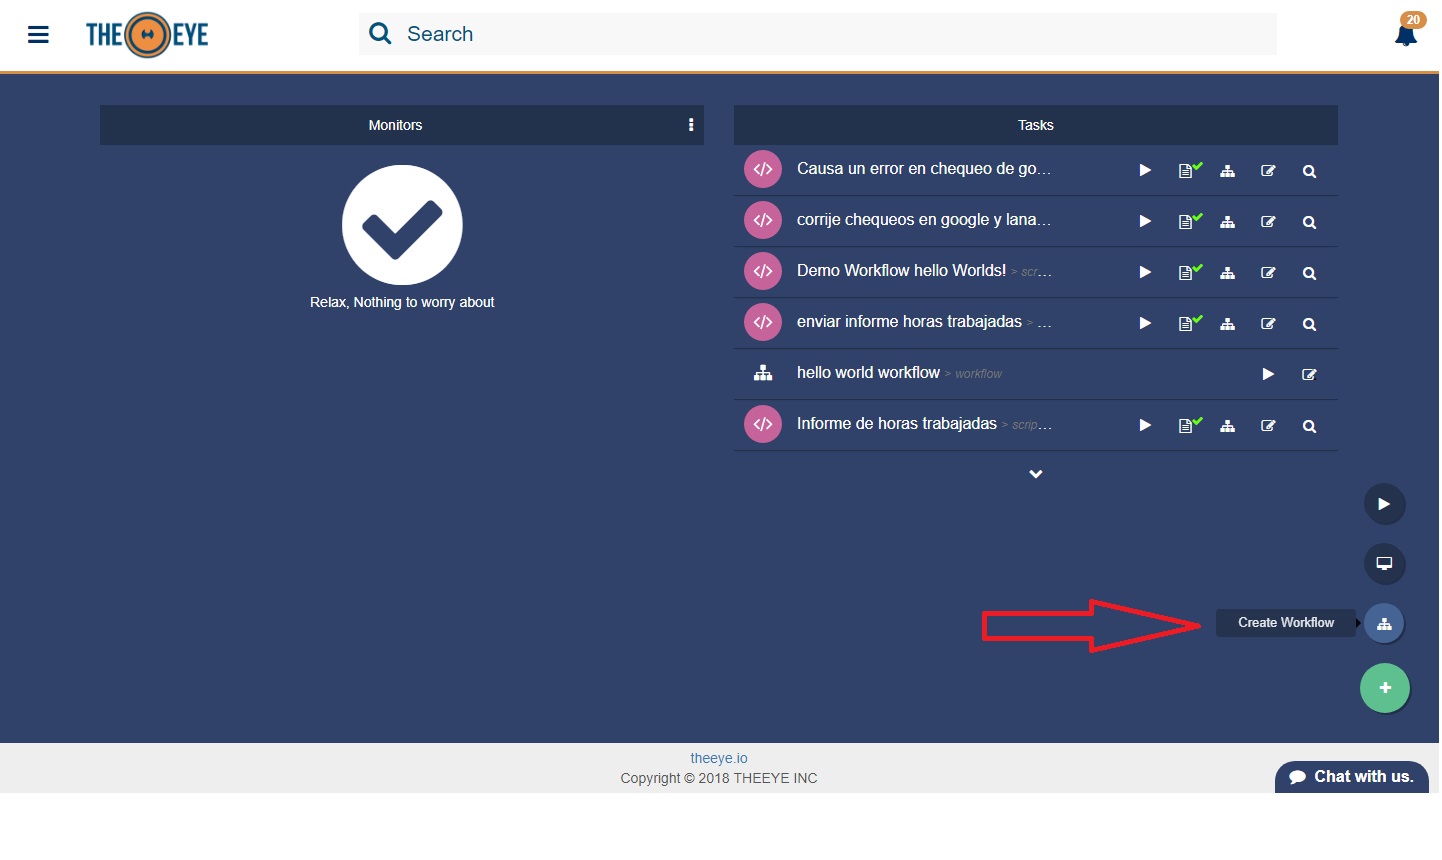 THE EYE
Search
20
Monitors
Relax, Nothing to worry about
Tasks
Causa un error en chequeo de go...
corrije chequeos en google y lana...
Demo Workflow hello Worlds! > scr...
enviar informe horas trabajadas > ...
hello world workflow > workflow
Informe de horas trabajadas > scrip...
Create Workflow
theeye.io
Copyright © 2018 THEEYE INC
Chat with us.